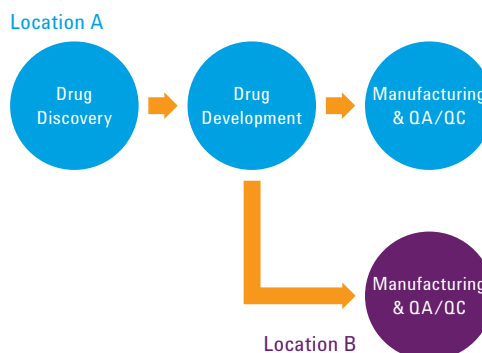 Location A
Drug
Discovery
Drug
Development
Manufacturing
& QA/QC
Manufacturing
& QA/QC
Location B